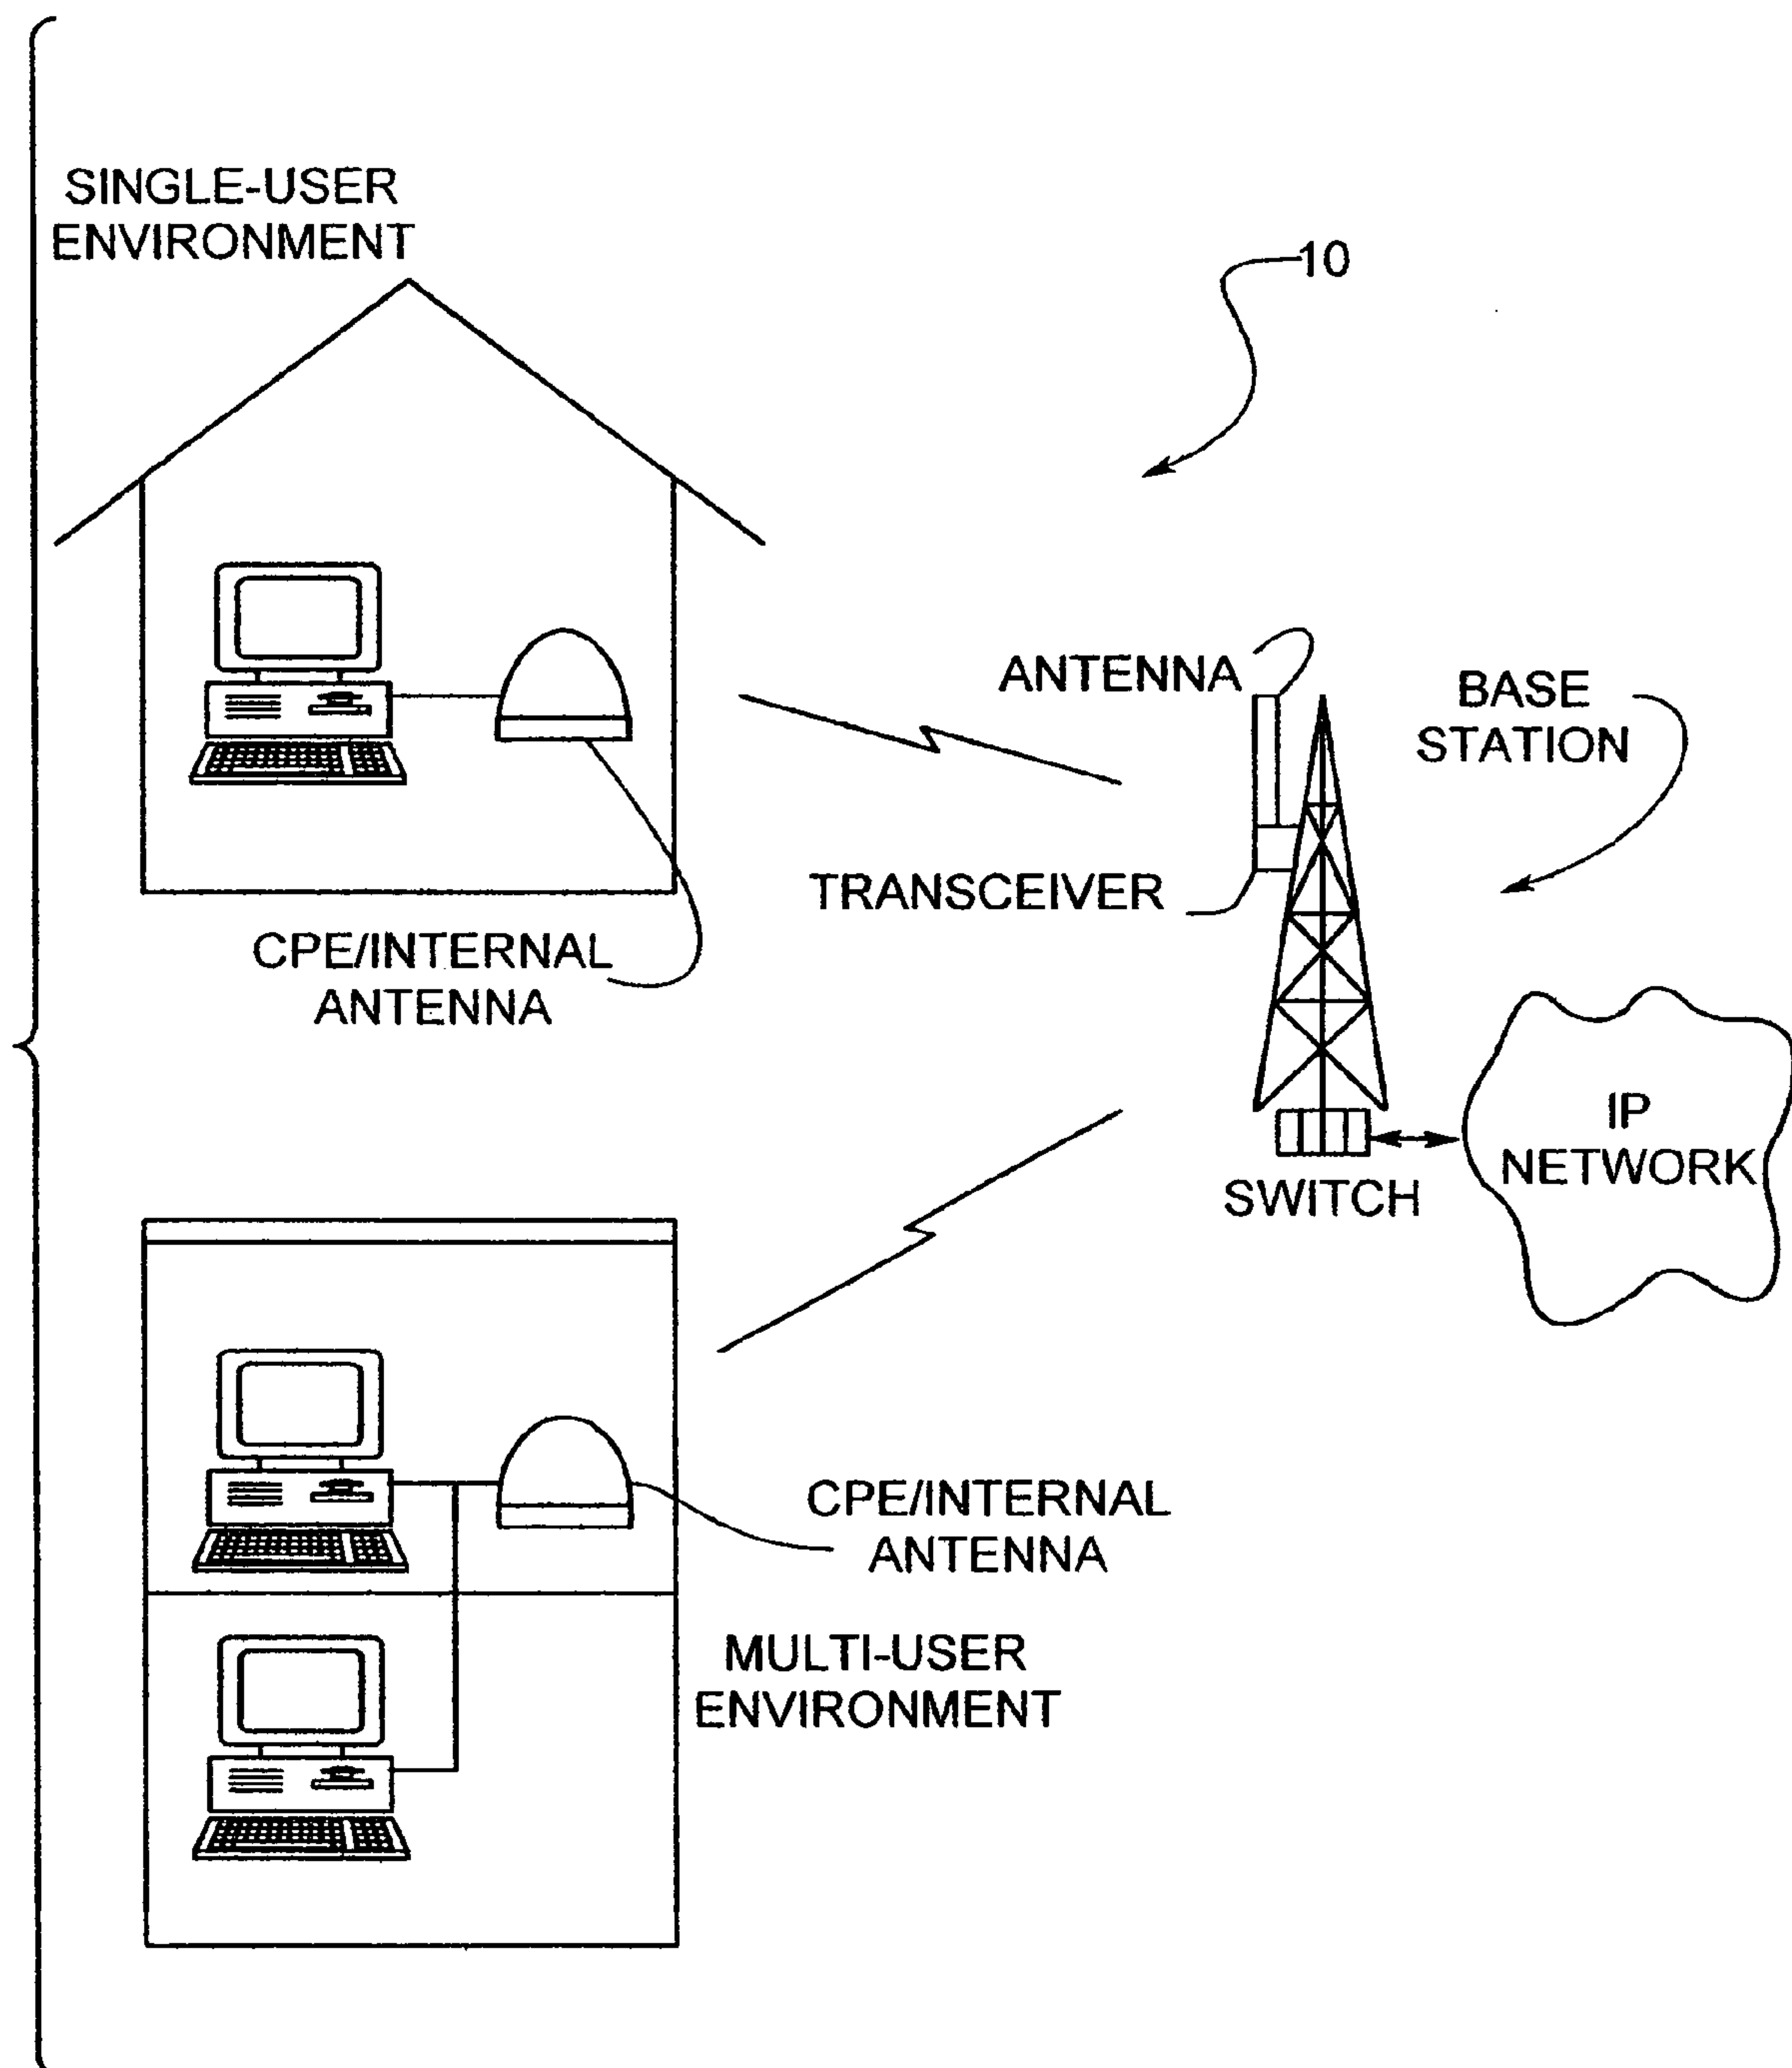 SINGLE-USER
ENVIRONMENT
10
ANTENNA
BASE
STATION
TRANSCEIVER
CPE/INTERNAL
ANTENNA
IP
NETWORK
SWITCH
CPE/INTERNAL
ANTENNA
MULTI-USER
ENVIRONMENT